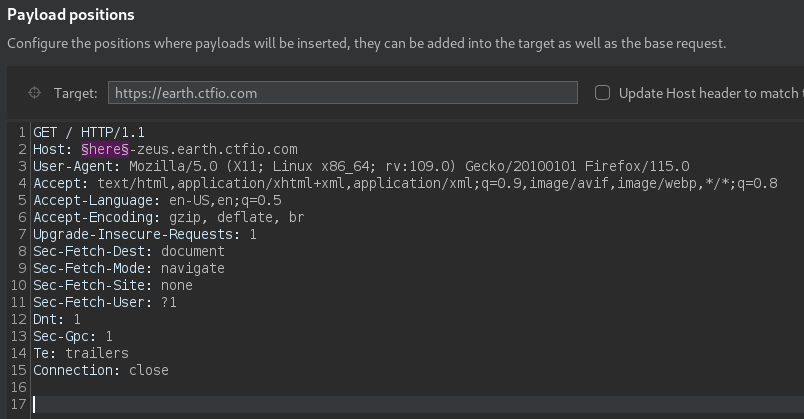 Payload positions
Configure the positions where payloads will be inserted, they can be added into the target as well as the base request.
Target: https://earth.ctfio.com Update Host header to match
1 GET / HTTP/1.1
2 Host: §here§-zeus.earth.ctfio.com
3 User-Agent: Mozilla/5.0 (X11; Linux x86_64; rv:109.0) Gecko/20100101 Firefox/115.0
4 Accept: text/html,application/xhtml+xml,application/xml;q=0.9,image/avif,image/webp,*/*;q=0.8
5 Accept-Language: en-US,en;q=0.5
6 Accept-Encoding: gzip, deflate, br
7 Upgrade-Insecure-Requests: 1
8 Sec-Fetch-Dest: document
9 Sec-Fetch-Mode: navigate
10 Sec-Fetch-Site: none
11 Sec-Fetch-User: ?1
12 Dnt: 1
13 Sec-Gpc: 1
14 Te: trailers
15 Connection: close
16
17